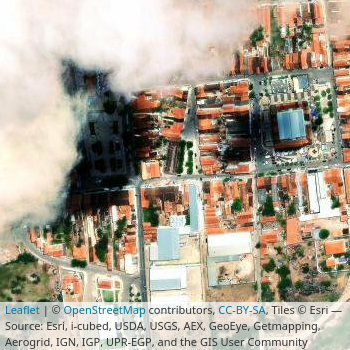 Leaflet | © OpenStreetMap contributors, CC-BY-SA, Tiles © Esri —
Source: Esri, i-cubed, USDA, USGS, AEX, GeoEye, Getmapping,
Aerogrid, IGN, IGP, UPR-EGP, and the GIS User Community